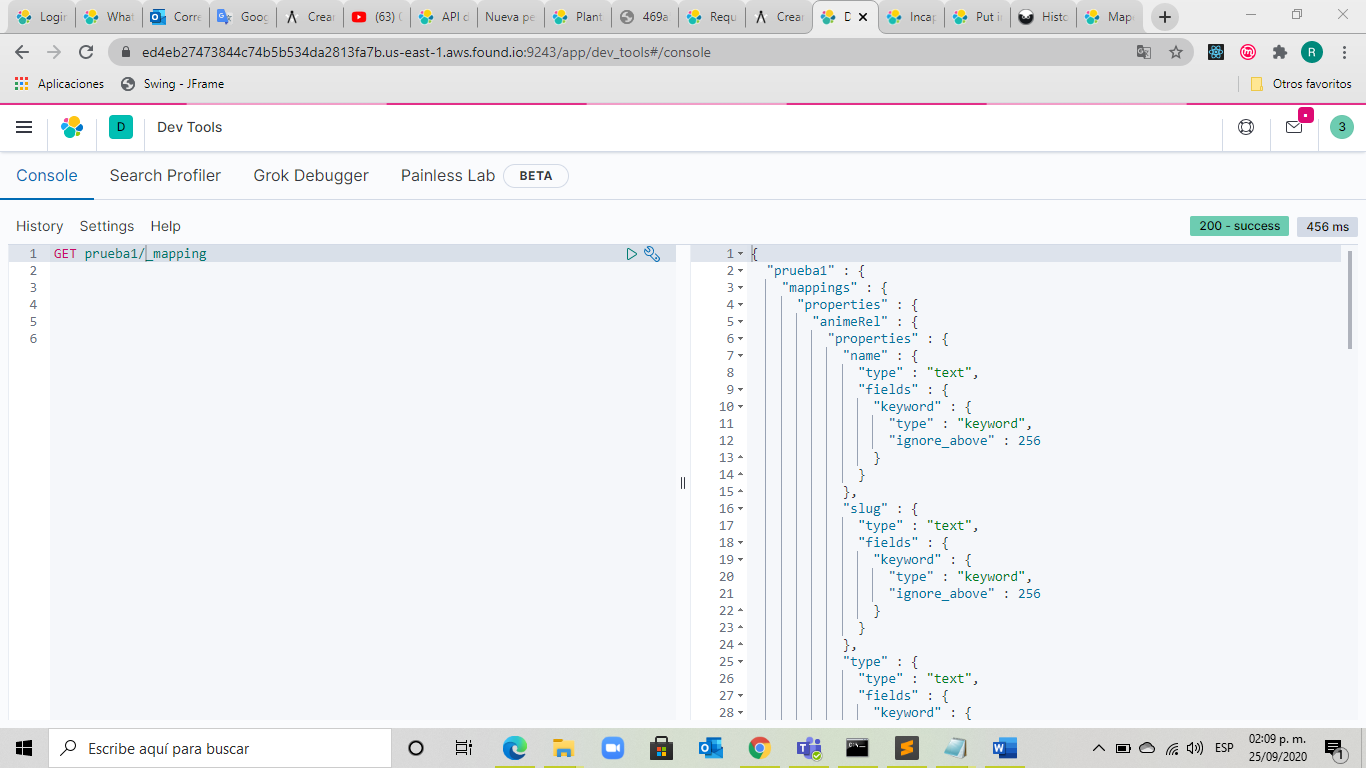 Login
What
Corre
Goog
Crear
(63)
API d
Nueva pe
Plant
469a
Requ
Crear
D
Incap
Put i
Histo
Map
ed4eb27473844c74b5b534da2813fa7b.us-east-1.aws.found.io:9243/app/dev_tools#/console
R
Aplicaciones
Swing - JFrame
Otros favoritos
D
Dev Tools
3
Console
Search Profiler
Grok Debugger
Painless Lab
BETA
History
Settings
Help
200 - success
456 ms
1 GET prueba1/_mapping
2
3
4
5
6
1 {
2 "prueba1" : {
3 "mappings" : {
4 "properties" : {
5 "animeRel" : {
6 "properties" : {
7 "name" : {
8 "type" : "text",
9 "fields" : {
10 "keyword" : {
11 "type" : "keyword",
12 "ignore_above" : 256
13 }
14 }
15 },
16 "slug" : {
17 "type" : "text",
18 "fields" : {
19 "keyword" : {
20 "type" : "keyword",
21 "ignore_above" : 256
22 }
23 }
24 },
25 "type" : {
26 "type" : "text",
27 "fields" : {
28 "keyword" : {
Escribe aquí para buscar
ESP
02:09 p. m.
25/09/2020
1